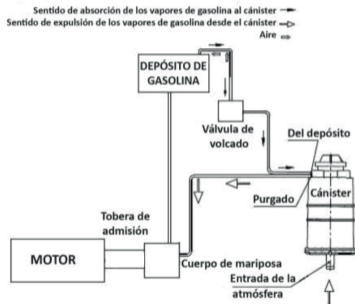 Sentido de absorción de los vapores de gasolina al cánister
Sentido de expulsión de los vapores de gasolina desde el cánister
Aire
DEPÓSITO DE
GASOLINA
Válvula de
volcado
Del depósito
Purgado
Cánister
Tobera de
admisión
MOTOR
Cuerpo de mariposa
Entrada de la
atmósfera